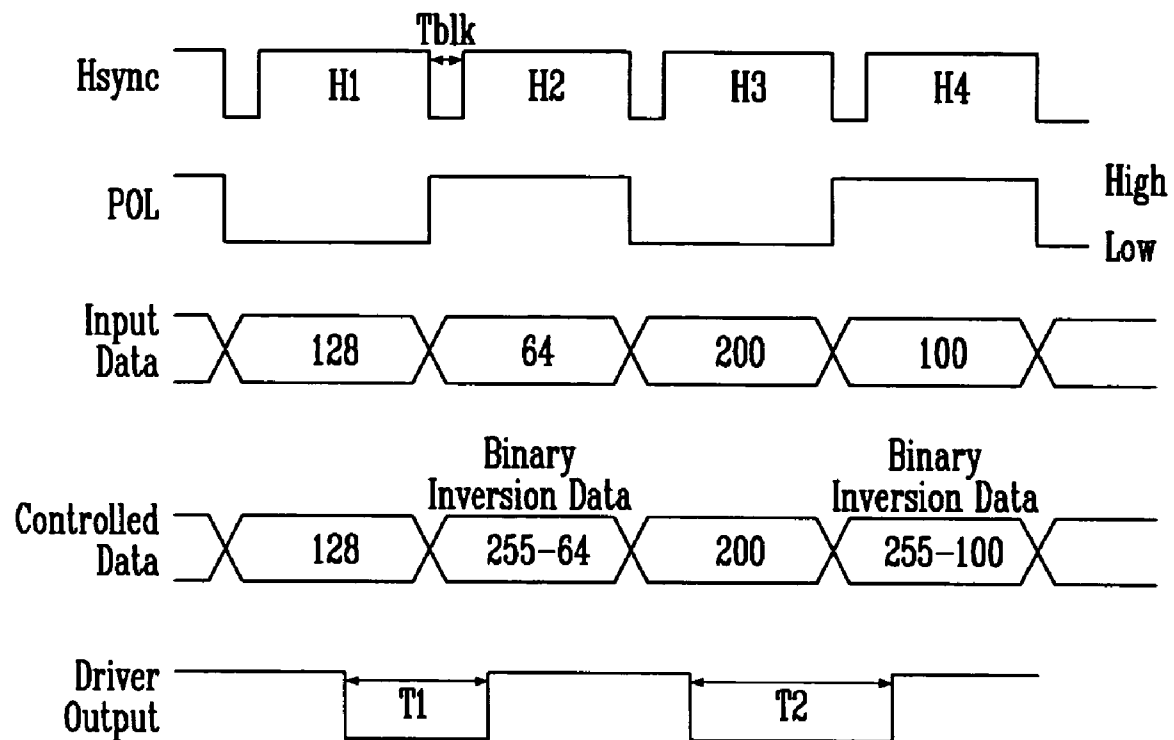 Tblk
Hsync H1 H2 H3 H4
POL High
Low
Input
Data 128 64 200 100
Binary
Inversion Data
Binary
Inversion Data
Controlled
Data 128 255-64 200 255-100
Driver
Output T1 T2